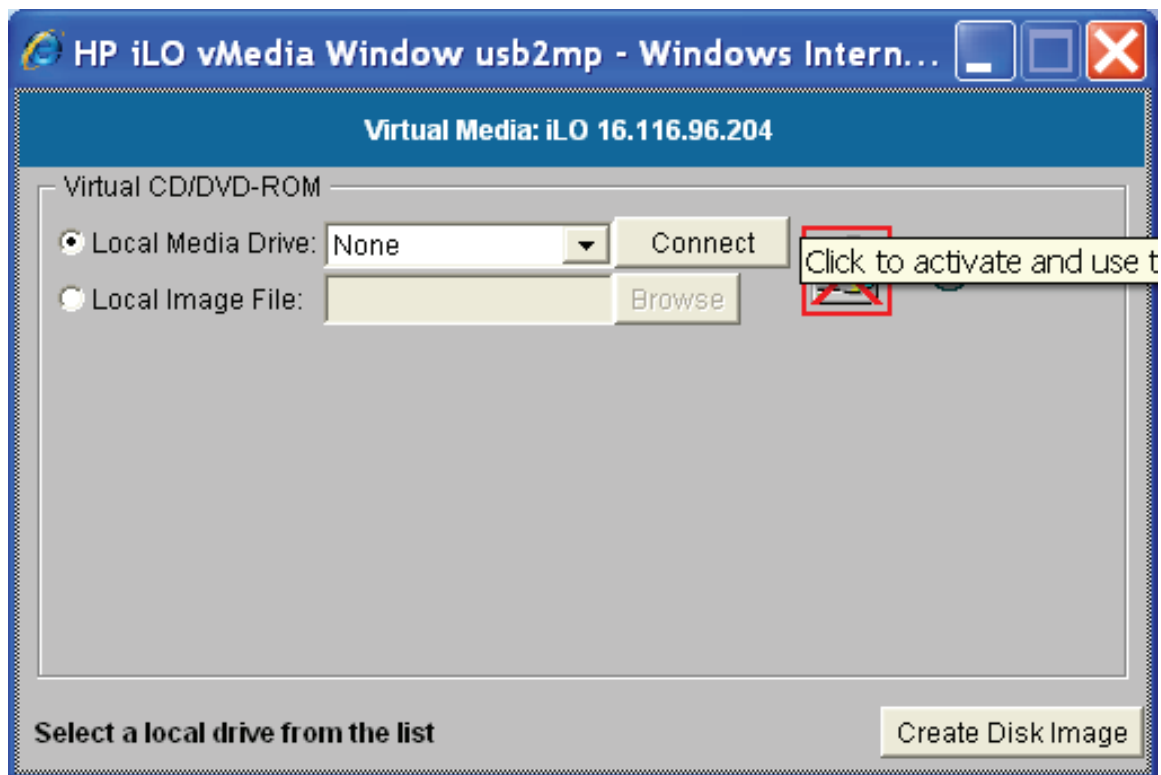 HP iLO vMedia Window usb2mp - Windows Intern...
Virtual Media: iLO 16.116.96.204
Virtual CD/DVD-ROM
Local Media Drive: None Connect
Click to activate and use t
Local Image File: Browse
Select a local drive from the list Create Disk Image